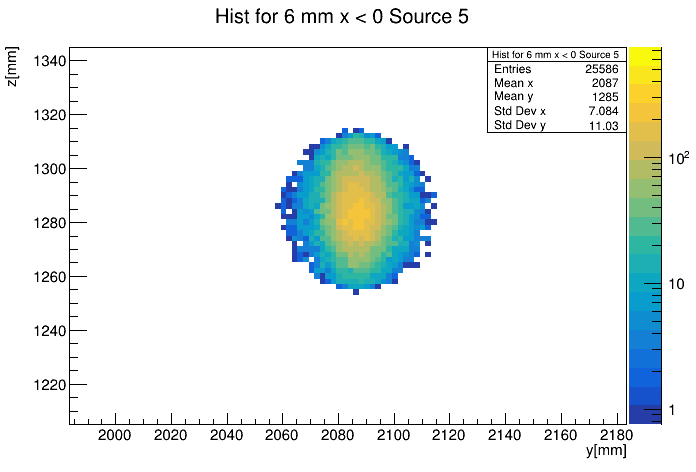 Hist for 6 mm x < 0 Source 5
z[mm]
1340
1320
1300
1280
1260
1240
1220
Hist for 6 mm x < 0 Source 5
Entries 25586
Mean x 2087
Mean y 1285
Std Dev x 7.084
Std Dev y 11.03
10²
10
1
2000 2020 2040 2060 2080 2100 2120 2140 2160 2180
y[mm]